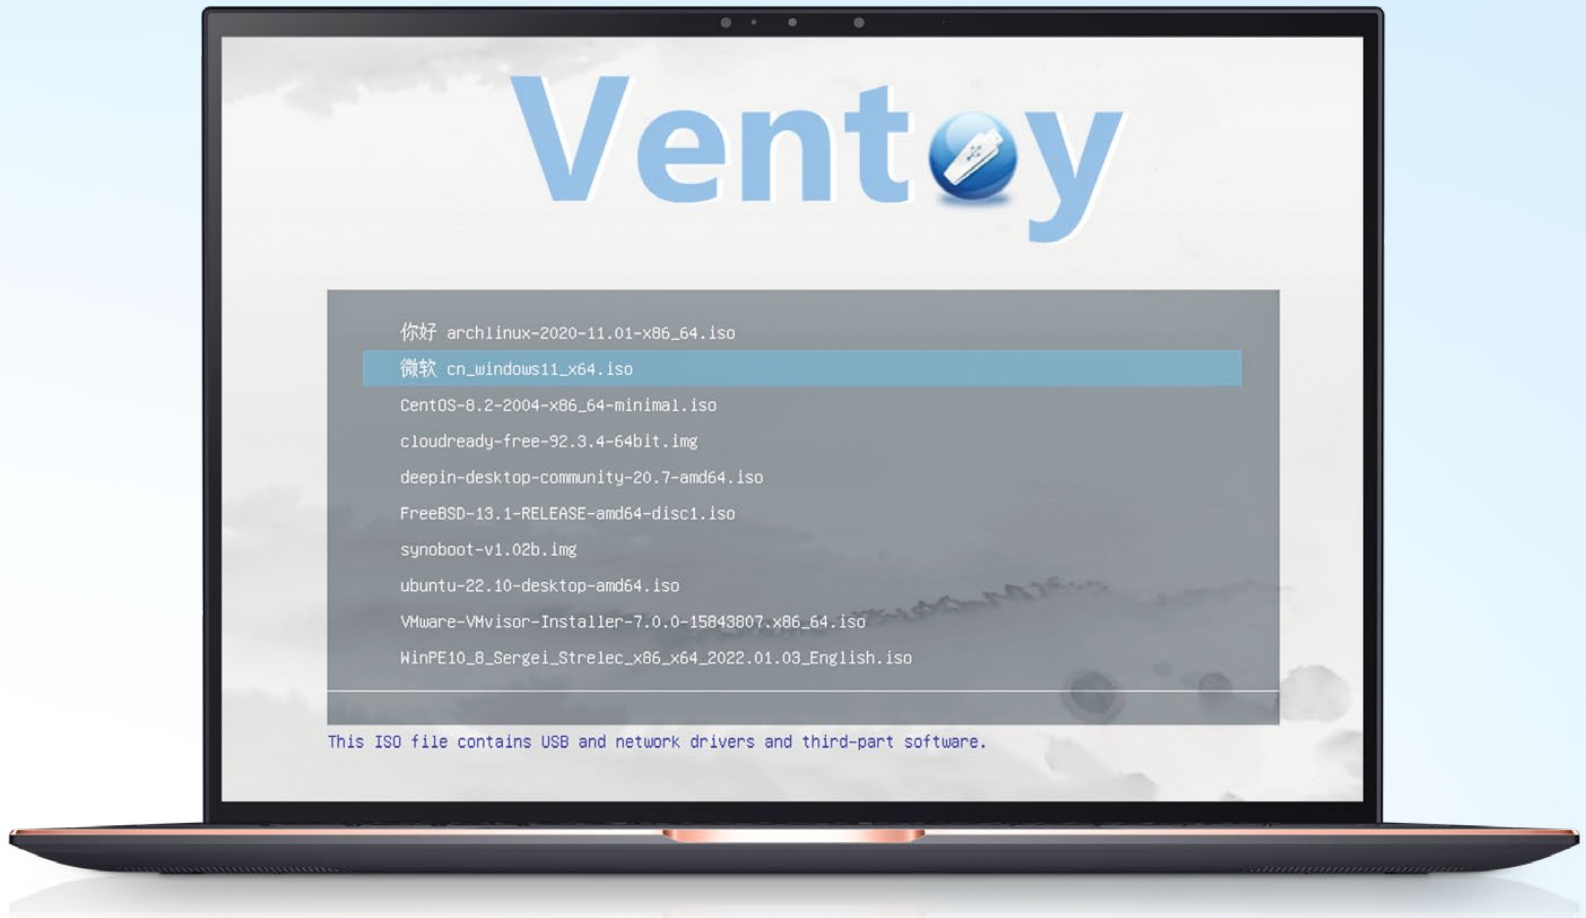 Ventoy
你好 archlinux-2020-11.01-x86_64.iso
微软 cn_windows11_x64.iso
CentOS-8.2-2004-x86_64-minimal.iso
cloudready-free-92.3.4-64bit.img
deepin-desktop-community-20.7-amd64.iso
FreeBSD-13.1-RELEASE-amd64-disc1.iso
synoboot-v1.02b.img
ubuntu-22.10-desktop-amd64.iso
VMware-VMvisor-Installer-7.0.0-15843807.x86_64.iso
WinPE10_8_Sergei_Strelec_x86_x64_2022.01.03_English.iso
This ISO file contains USB and network drivers and third-part software.